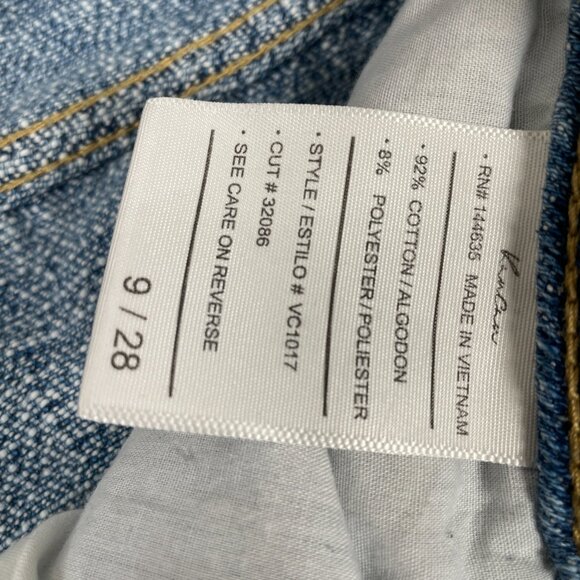 KanCan
· RN# 144635 MADE IN VIETNAM
· 92% COTTON / ALGODON
· 8% POLYESTER / POLIESTER
· STYLE / ESTILO # VC1017
· CUT # 32086
· SEE CARE ON REVERSE
9 / 28